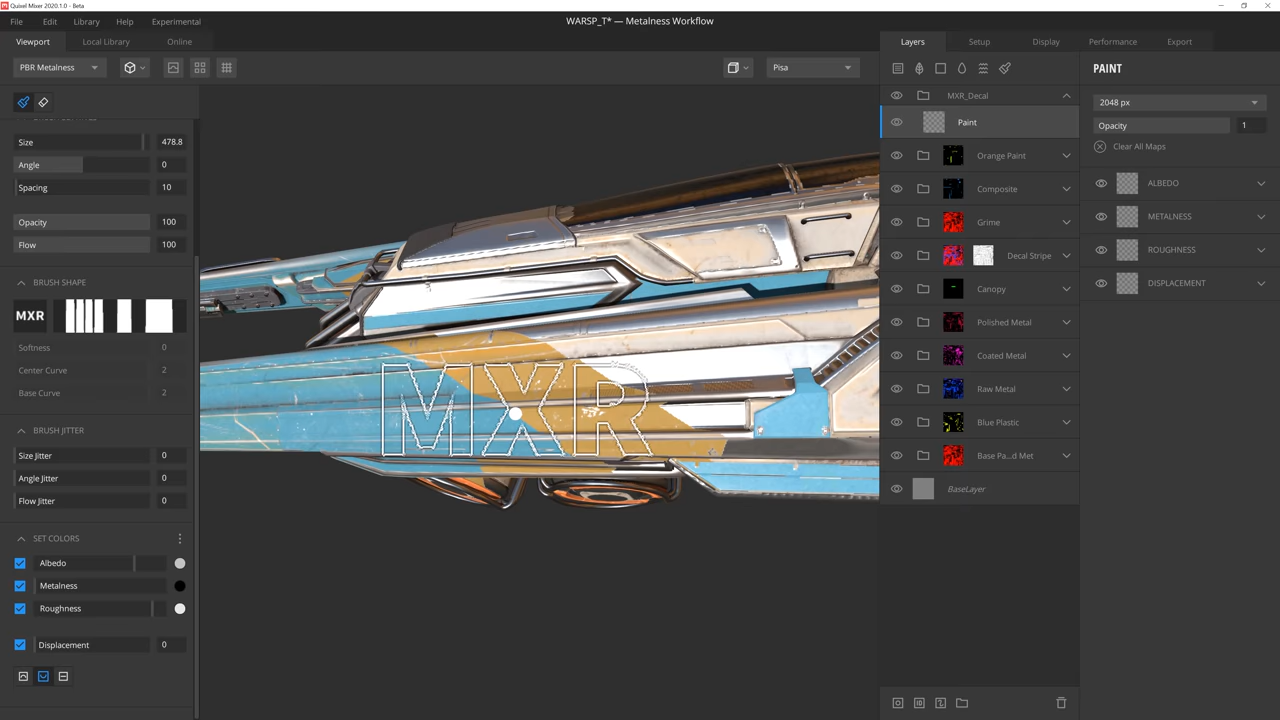 Quixel Mixer 2020.1.0 - Beta
File Edit Library Help Experimental
WARSP_T* — Metalness Workflow
Viewport Local Library Online
Layers Setup Display Performance Export
PBR Metalness
Pisa
Size 478.8
Angle 0
Spacing 10
Opacity 100
Flow 100
BRUSH SHAPE
MXR
Softness 0
Center Curve 2
Base Curve 2
BRUSH JITTER
Size Jitter 0
Angle Jitter 0
Flow Jitter 0
SET COLORS
Albedo
Metalness
Roughness
Displacement 0
MXR
MXR_Decal
Paint
Orange Paint
Composite
Grime
Decal Stripe
Canopy
Polished Metal
Coated Metal
Raw Metal
Blue Plastic
Base Pa...d Met
BaseLayer
PAINT
2048 px
Opacity 1
Clear All Maps
ALBEDO
METALNESS
ROUGHNESS
DISPLACEMENT